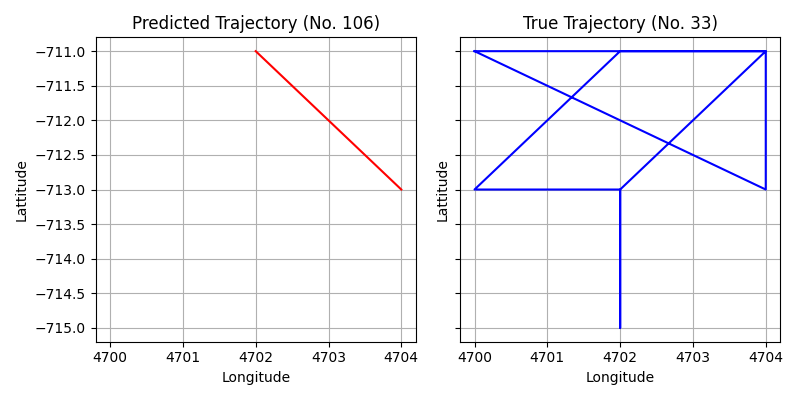 Predicted Trajectory (No. 106)
True Trajectory (No. 33)
−711.0
−711.5
−712.0
−712.5
−713.0
−713.5
−714.0
−714.5
−715.0
Lattitude
Lattitude
4700 4701 4702 4703 4704
4700 4701 4702 4703 4704
Longitude
Longitude